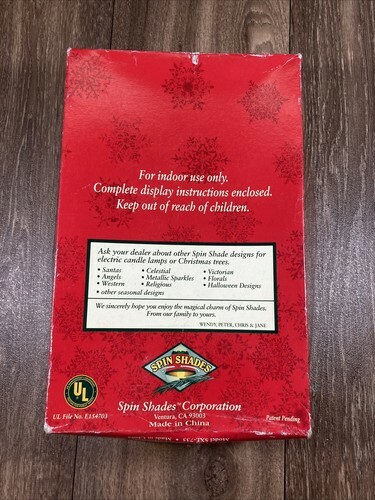 For indoor use only.
Complete display instructions enclosed.
Keep out of reach of children.
Ask your dealer about other Spin Shade designs for
electric candle lamps or Christmas trees.
• Santas • Celestial • Victorian
• Angels • Metallic Sparkles • Florals
• Western • Religious • Halloween Designs
• other seasonal designs
We sincerely hope you enjoy the magical charm of Spin Shades.
From our family to yours.
WENDY, PETER, CHRIS & JANE
SPIN SHADES
UL
UL File No. E154703
Spin Shades™ Corporation
Ventura, CA 93003
Made in China
Patent Pending